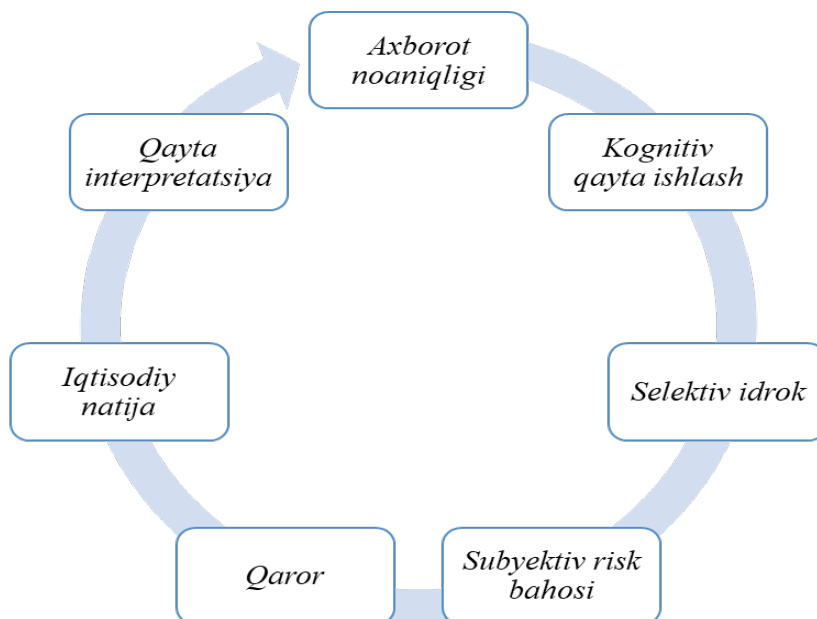 Axborot
noaniqligi
Kognitiv
qayta ishlash
Selektiv idrok
Subyektiv risk
bahosi
Qaror
Iqtisodiy
natija
Qayta
interpretatsiya